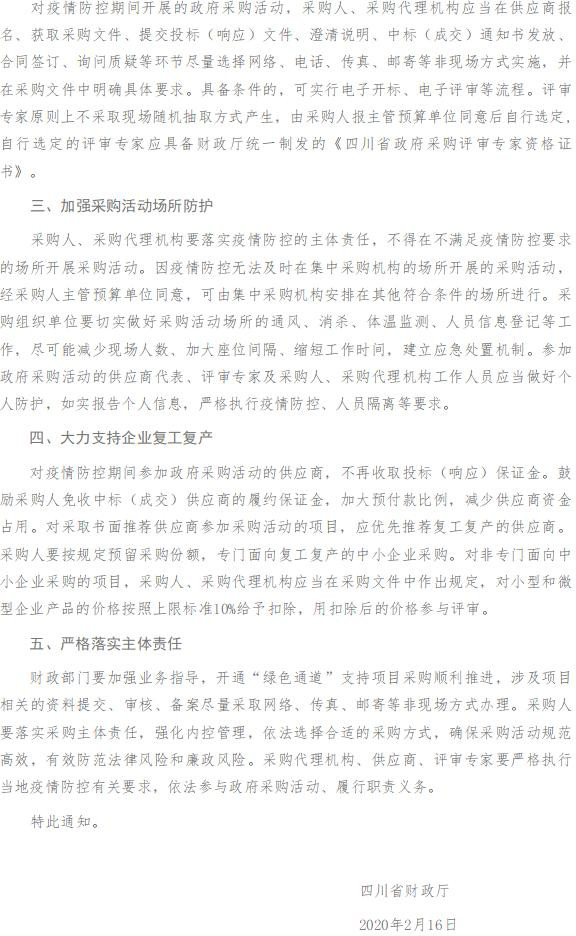 对疫情防控期间开展的政府采购活动，采购人、采购代理机构应当在供应商报
名、获取采购文件、提交投标（响应）文件、澄清说明、中标（成交）通知书发放、
合同签订、询问质疑等环节尽量选择网络、电话、传真、邮寄等非现场方式实施，并
在采购文件中明确具体要求。具备条件的，可实行电子开标、电子评审等流程。评审
专家原则上不采取现场随机抽取方式产生，由采购人报主管预算单位同意后自行选定，
自行选定的评审专家应具备财政厅统一制发的《四川省政府采购评审专家资格证
书》。
三、加强采购活动场所防护
采购人、采购代理机构要落实疫情防控的主体责任，不得在不满足疫情防控要求
的场所开展采购活动。因疫情防控无法及时在集中采购机构的场所开展的采购活动，
经采购人主管预算单位同意，可由集中采购机构安排在其他符合条件的场所进行。采
购组织单位要切实做好采购活动场所的通风、消杀、体温监测、人员信息登记等工
作，尽可能减少现场人数、加大座位间隔、缩短工作时间，建立应急处置机制。参加
政府采购活动的供应商代表、评审专家及采购人、采购代理机构工作人员应当做好个
人防护，如实报告个人信息，严格执行疫情防控、人员隔离等要求。
四、大力支持企业复工复产
对疫情防控期间参加政府采购活动的供应商，不再收取投标（响应）保证金。鼓
励采购人免收中标（成交）供应商的履约保证金，加大预付款比例，减少供应商资金
占用。对采取书面推荐供应商参加采购活动的项目，应优先推荐复工复产的供应商。
采购人要按规定预留采购份额，专门面向复工复产的中小企业采购。对非专门面向中
小企业采购的项目，采购人、采购代理机构应当在采购文件中作出规定，对小型和微
型企业产品的价格按照上限标准10%给予扣除，用扣除后的价格参与评审。
五、严格落实主体责任
财政部门要加强业务指导，开通“绿色通道”支持项目采购顺利推进，涉及项目
相关的资料提交、审核、备案尽量采取网络、传真、邮寄等非现场方式办理。采购人
要落实采购主体责任，强化内控管理，依法选择合适的采购方式，确保采购活动规范
高效，有效防范法律风险和廉政风险。采购代理机构、供应商、评审专家要严格执行
当地疫情防控有关要求，依法参与政府采购活动、履行职责义务。
特此通知。
四川省财政厅
2020年2月16日